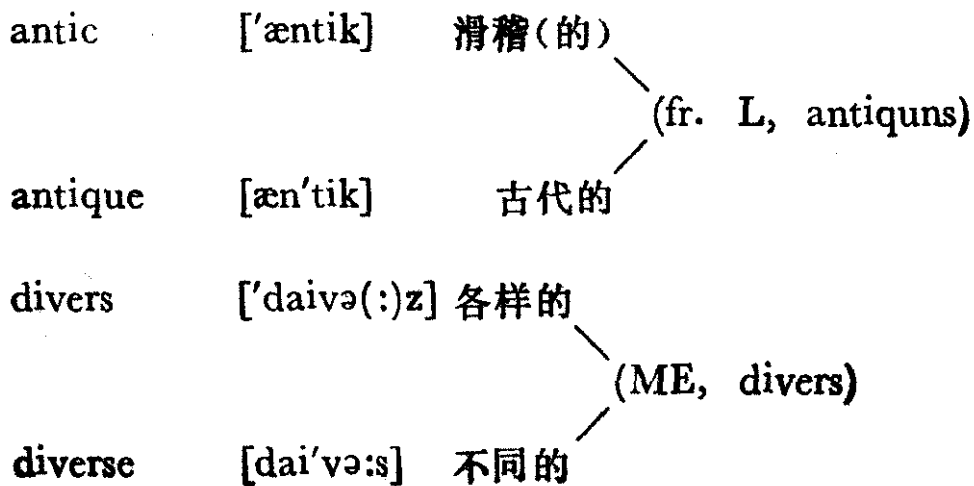 antic ['æntik] 滑稽(的)
(fr. L, antiquns)
antique [æn'tik] 古代的
divers ['daivə(:)z] 各样的
(ME, divers)
diverse [dai'və:s] 不同的